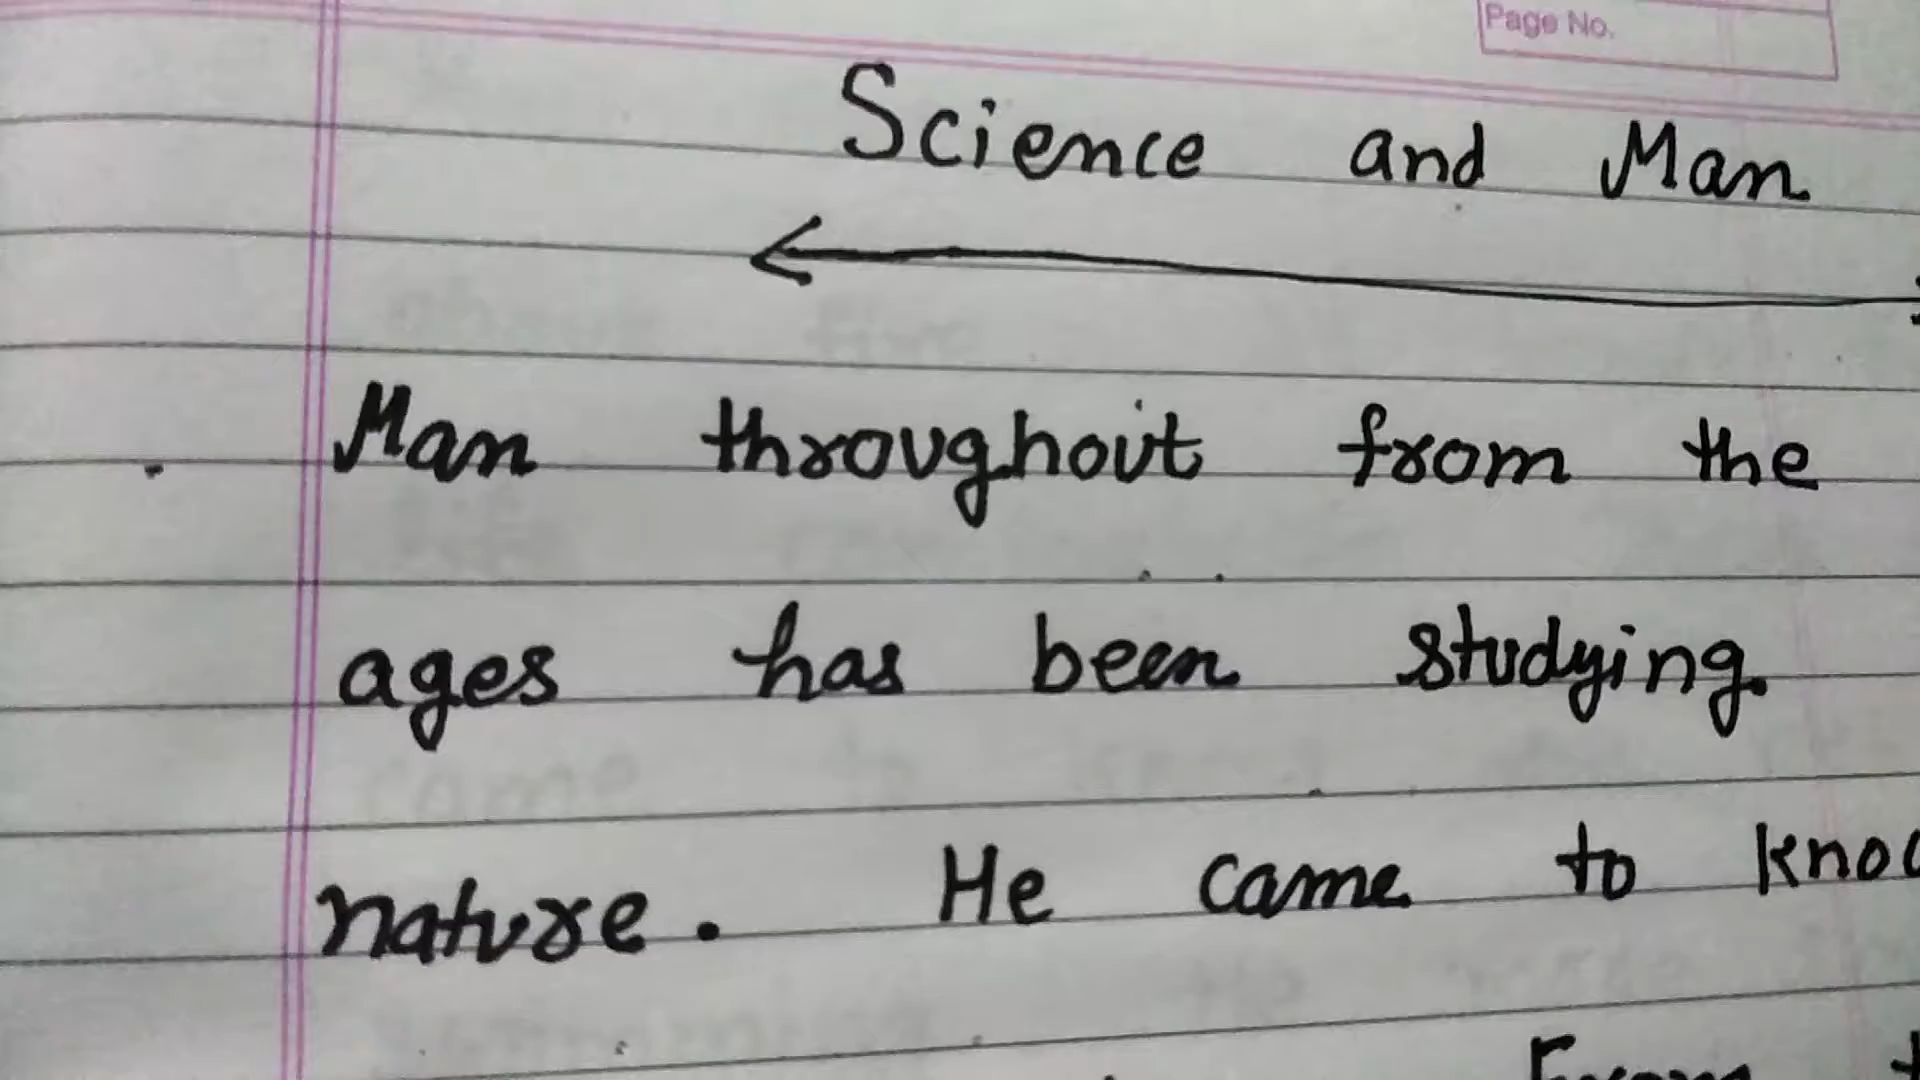 Page No.
Science and Man
Man throughout from the
ages has been studying
nature. He came to